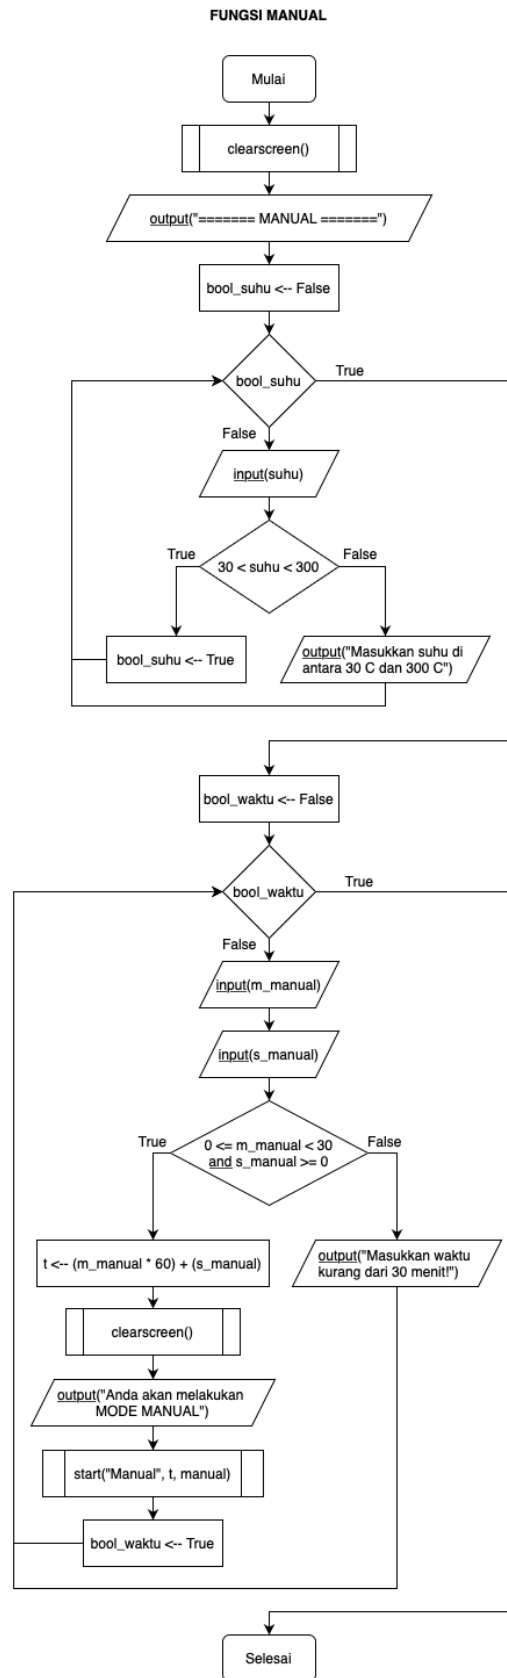 FUNGSI MANUAL
Mulai
clearscreen()
output("======= MANUAL =======")
bool_suhu <-- False
bool_suhu
True
False
input(suhu)
True
30 < suhu < 300
False
bool_suhu <-- True
output("Masukkan suhu di
antara 30 C dan 300 C")
bool_waktu <-- False
bool_waktu
True
False
input(m_manual)
input(s_manual)
True
0 <= m_manual < 30
and s_manual >= 0
False
t <-- (m_manual * 60) + (s_manual)
output("Masukkan waktu
kurang dari 30 menit!")
clearscreen()
output("Anda akan melakukan
MODE MANUAL")
start("Manual", t, manual)
bool_waktu <-- True
Selesai